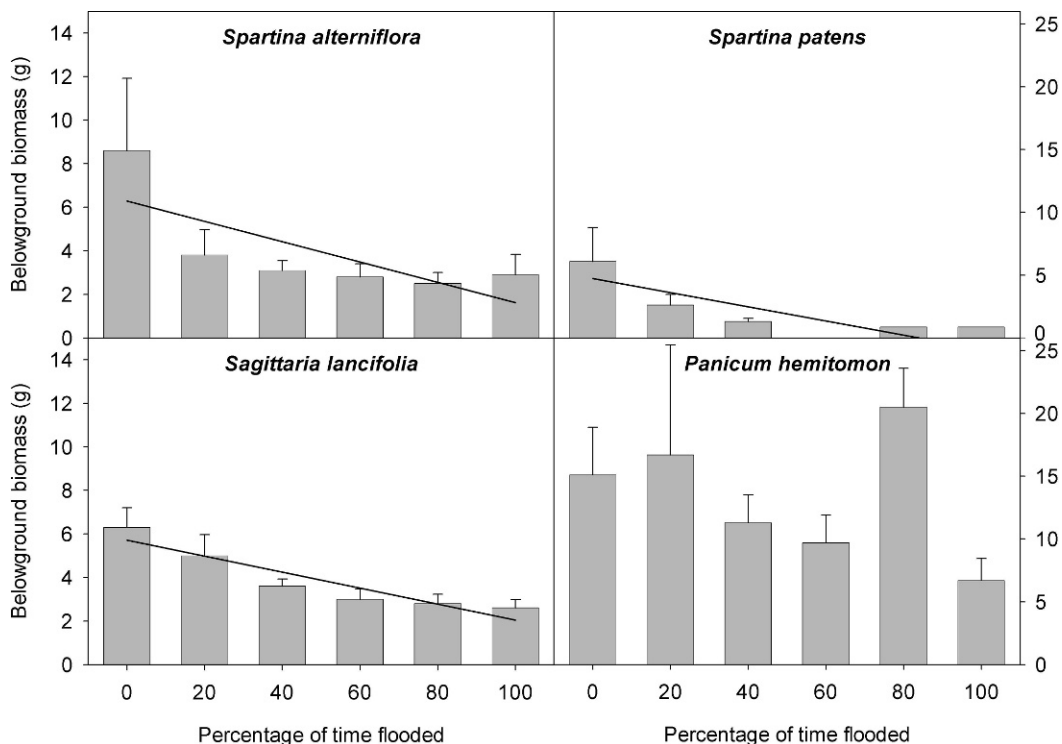 Spartina alterniflora
Spartina patens
Belowground biomass (g)
14
12
10
8
6
4
2
0
25
20
15
10
5
0
Sagittaria lancifolia
Panicum hemitomon
Belowground biomass (g)
14
12
10
8
6
4
2
0
25
20
15
10
5
0
0 20 40 60 80 100
0 20 40 60 80 100
Percentage of time flooded
Percentage of time flooded